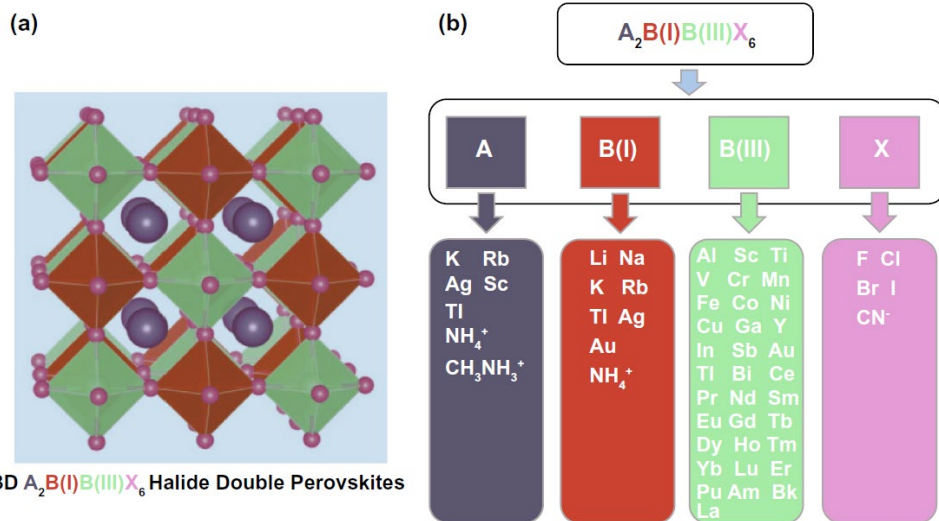 (a)
3D A₂B(I)B(III)X₆ Halide Double Perovskites
(b)
A₂B(I)B(III)X₆
A
B(I)
B(III)
X
K Rb
Ag Sc
Tl
NH₄⁺
CH₃NH₃⁺
Li Na
K Rb
Tl Ag
Au
NH₄⁺
Al Sc Ti
V Cr Mn
Fe Co Ni
Cu Ga Y
In Sb Au
Tl Bi Ce
Pr Nd Sm
Eu Gd Tb
Dy Ho Tm
Yb Lu Er
Pu Am Bk
La
F Cl
Br I
CN⁻